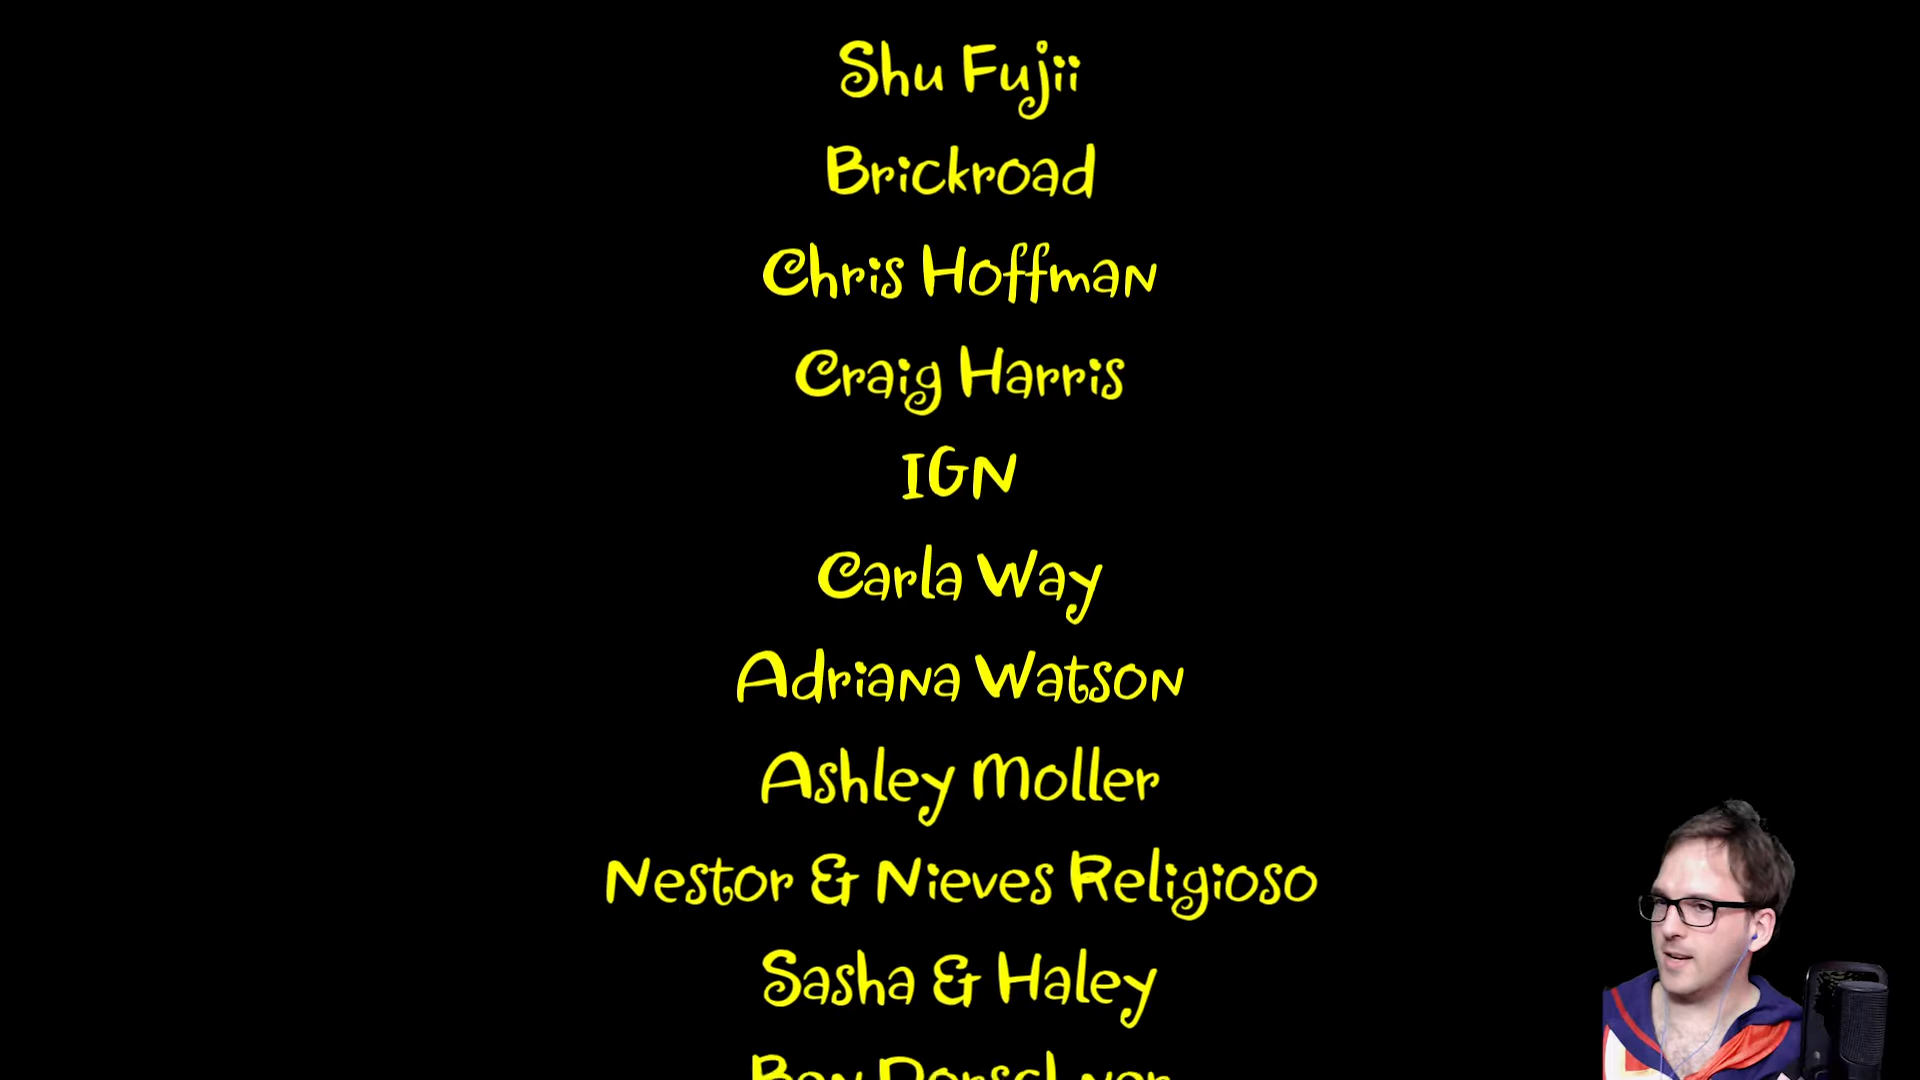 Shu Fujii
Brickroad
Chris Hoffman
Craig Harris
IGN
Carla Way
Adriana Watson
Ashley Moller
Nestor & Nieves Religioso
Sasha & Haley